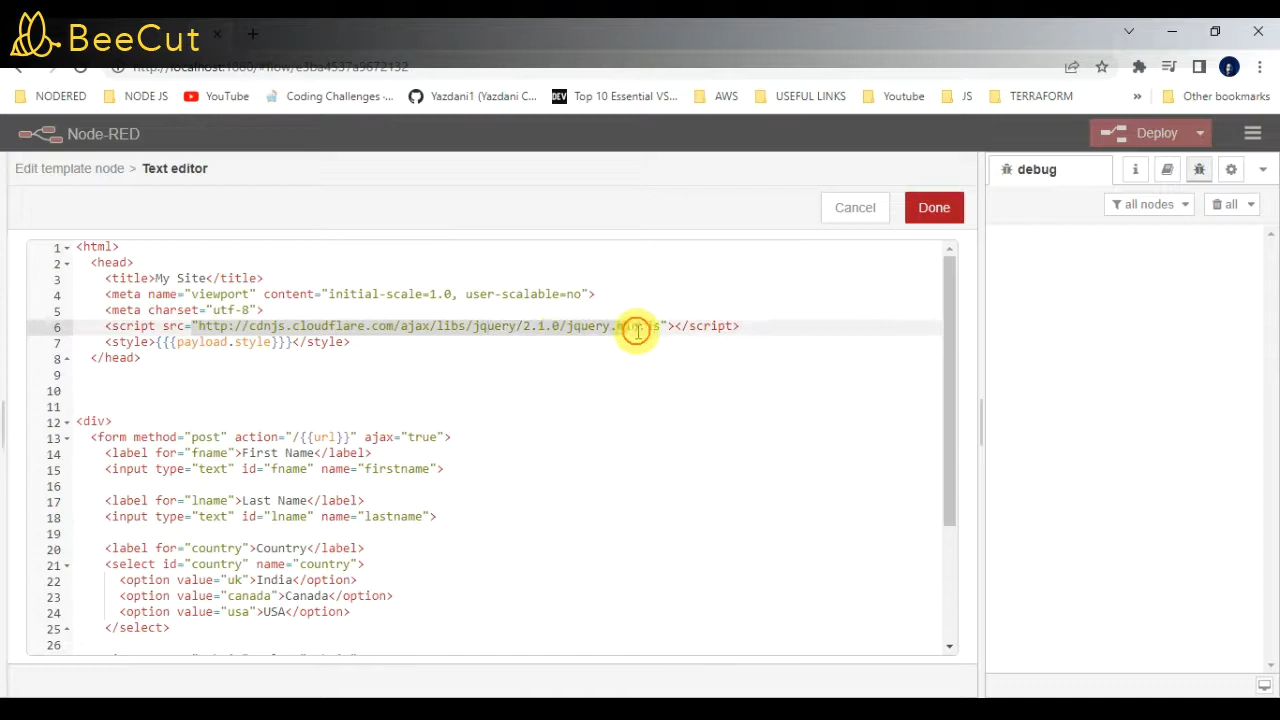 BeeCut
http://localhost:1880/#flow/e3ba4537a9672132
NODERED NODE JS YouTube Coding Challenges -... Yazdani1 (Yazdani C... DEV Top 10 Essential VS... AWS USEFUL LINKS Youtube JS TERRAFORM » Other bookmarks
Node-RED Deploy
Edit template node > Text editor debug
Cancel Done all nodes all
1 <html>
2 <head>
3 <title>My Site</title>
4 <meta name="viewport" content="initial-scale=1.0, user-scalable=no">
5 <meta charset="utf-8">
6 <script src="http://cdnjs.cloudflare.com/ajax/libs/jquery/2.1.0/jquery.min.js"></script>
7 <style>{{{payload.style}}}</style>
8 </head>
9
10
11
12 <div>
13 <form method="post" action="/{{url}}" ajax="true">
14 <label for="fname">First Name</label>
15 <input type="text" id="fname" name="firstname">
16
17 <label for="lname">Last Name</label>
18 <input type="text" id="lname" name="lastname">
19
20 <label for="country">Country</label>
21 <select id="country" name="country">
22 <option value="uk">India</option>
23 <option value="canada">Canada</option>
24 <option value="usa">USA</option>
25 </select>
26